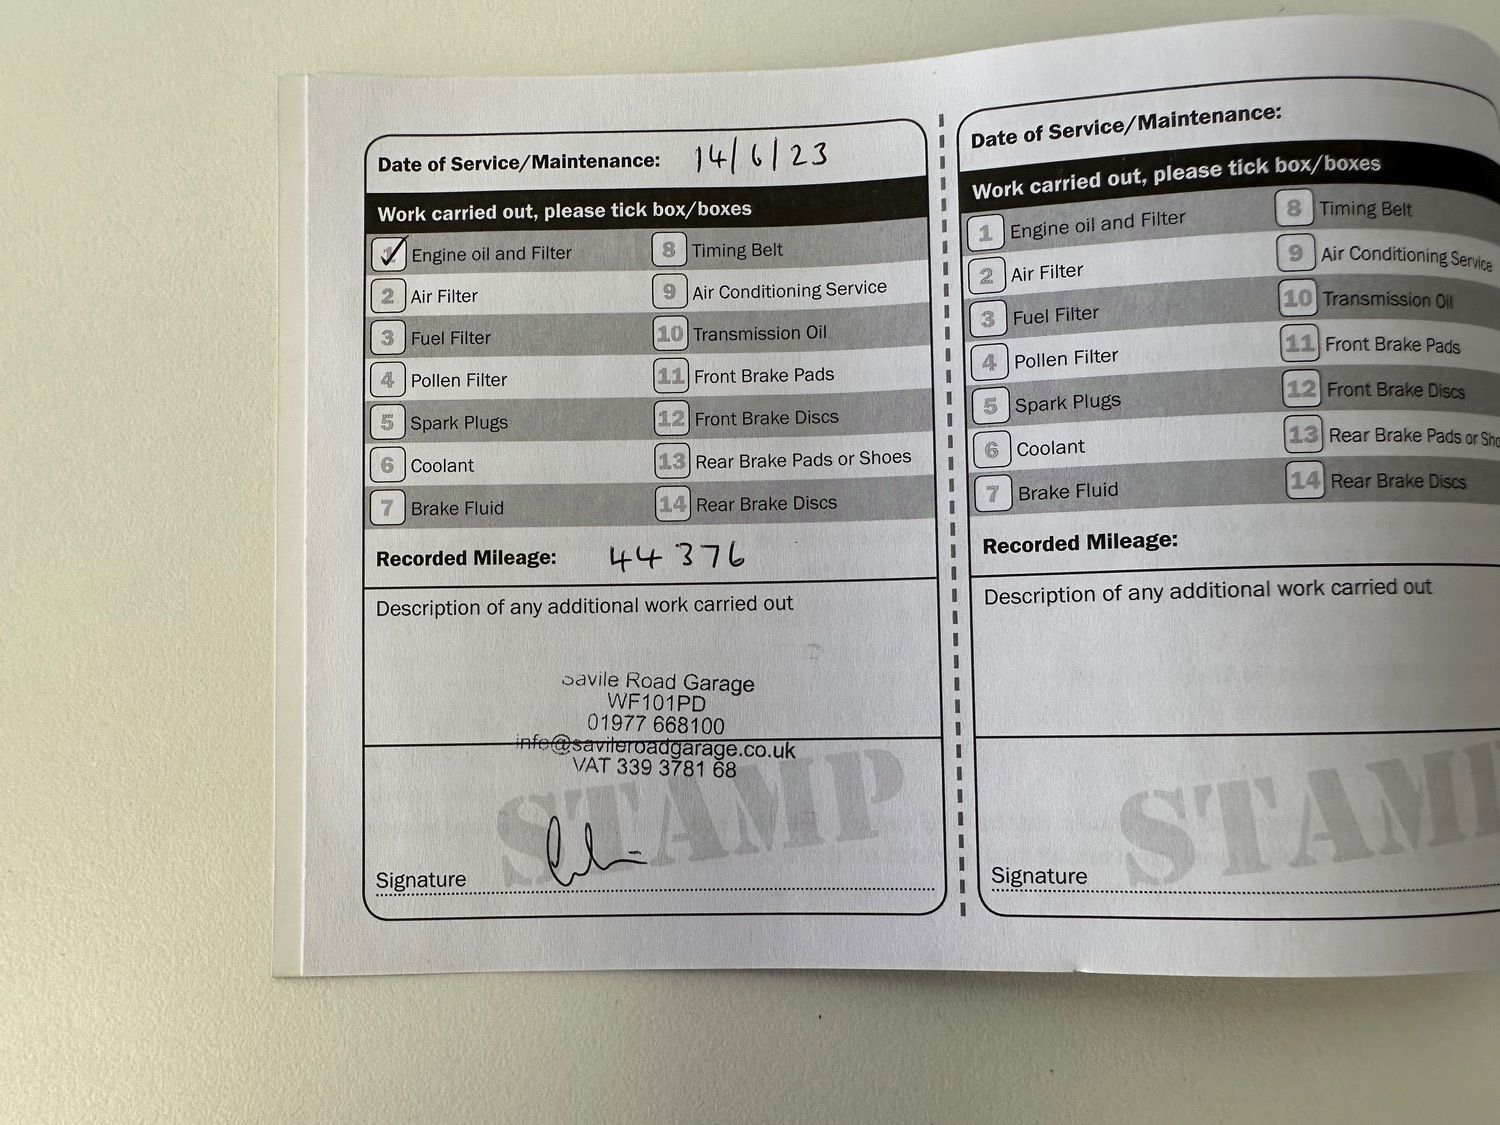 Date of Service/Maintenance: 14/6/23
Work carried out, please tick box/boxes
1 Engine oil and Filter
2 Air Filter
3 Fuel Filter
4 Pollen Filter
5 Spark Plugs
6 Coolant
7 Brake Fluid
8 Timing Belt
9 Air Conditioning Service
10 Transmission Oil
11 Front Brake Pads
12 Front Brake Discs
13 Rear Brake Pads or Shoes
14 Rear Brake Discs
Recorded Mileage: 44376
Description of any additional work carried out
Savile Road Garage
WF101PD
01977 668100
info@savileroadgarage.co.uk
VAT 339 3781 68
STAMP
Signature
Date of Service/Maintenance:
Work carried out, please tick box/boxes
1 Engine oil and Filter
2 Air Filter
3 Fuel Filter
4 Pollen Filter
5 Spark Plugs
6 Coolant
7 Brake Fluid
8 Timing Belt
9 Air Conditioning Service
10 Transmission Oil
11 Front Brake Pads
12 Front Brake Discs
13 Rear Brake Pads or Sho
14 Rear Brake Discs
Recorded Mileage:
Description of any additional work carried out
STAM
Signature